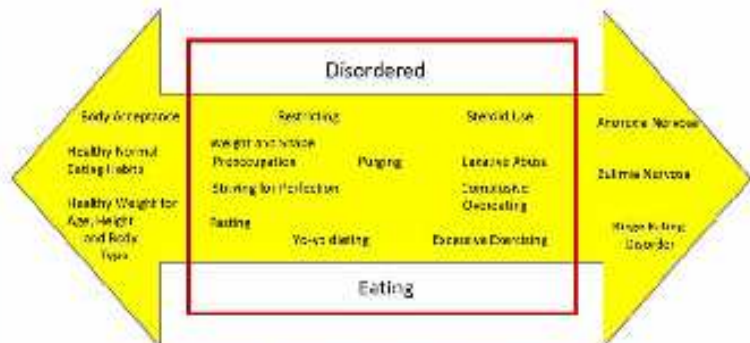 Disordered
Body Acceptance
Healthy Normal
Eating Habits
Healthy Weight for
Age, Height
and Body
Type
Restricting
Steroid Use
Weight and Shape
Preoccupation
Purging
Laxative Abuse
Striving for Perfection
Compulsive
Overeating
Fasting
Yo-yo dieting
Excessive Exercising
Anorexia Nervosa
Bulimia Nervosa
Binge Eating
Disorder
Eating